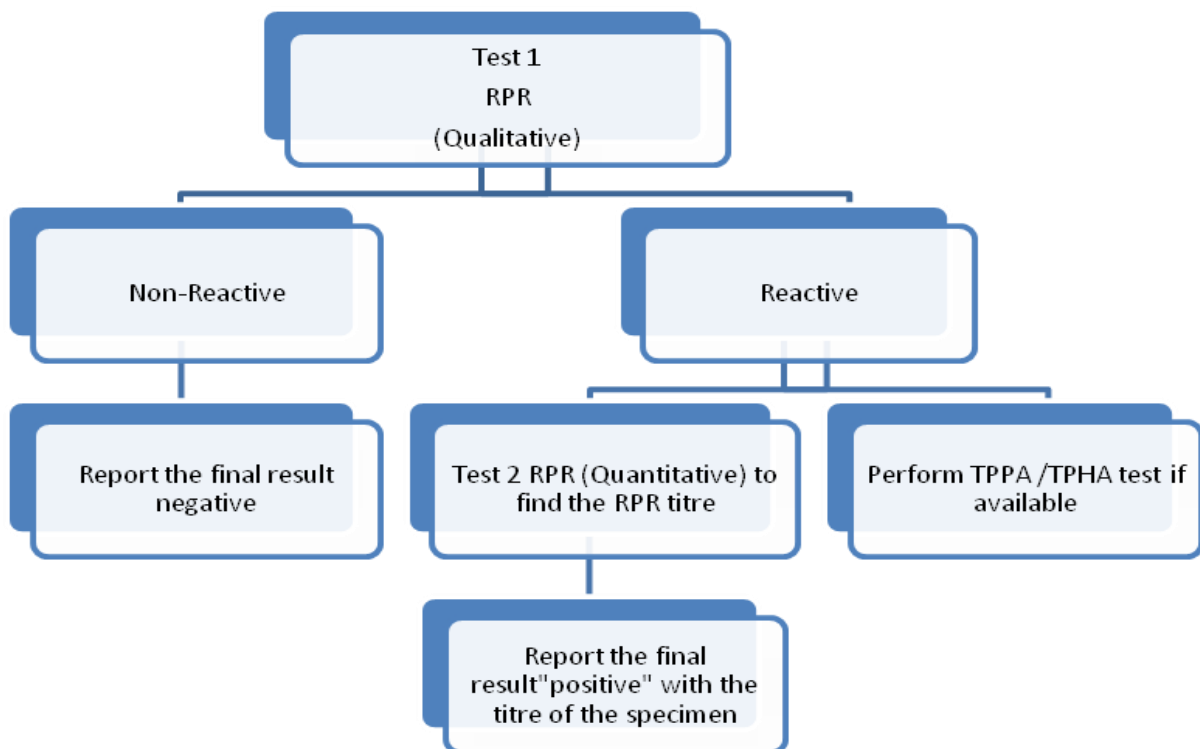 Test 1
RPR
(Qualitative)
Non-Reactive
Reactive
Report the final result
negative
Test 2 RPR (Quantitative) to
find the RPR titre
Perform TPPA /TPHA test if
available
Report the final
result"positive" with the
titre of the specimen